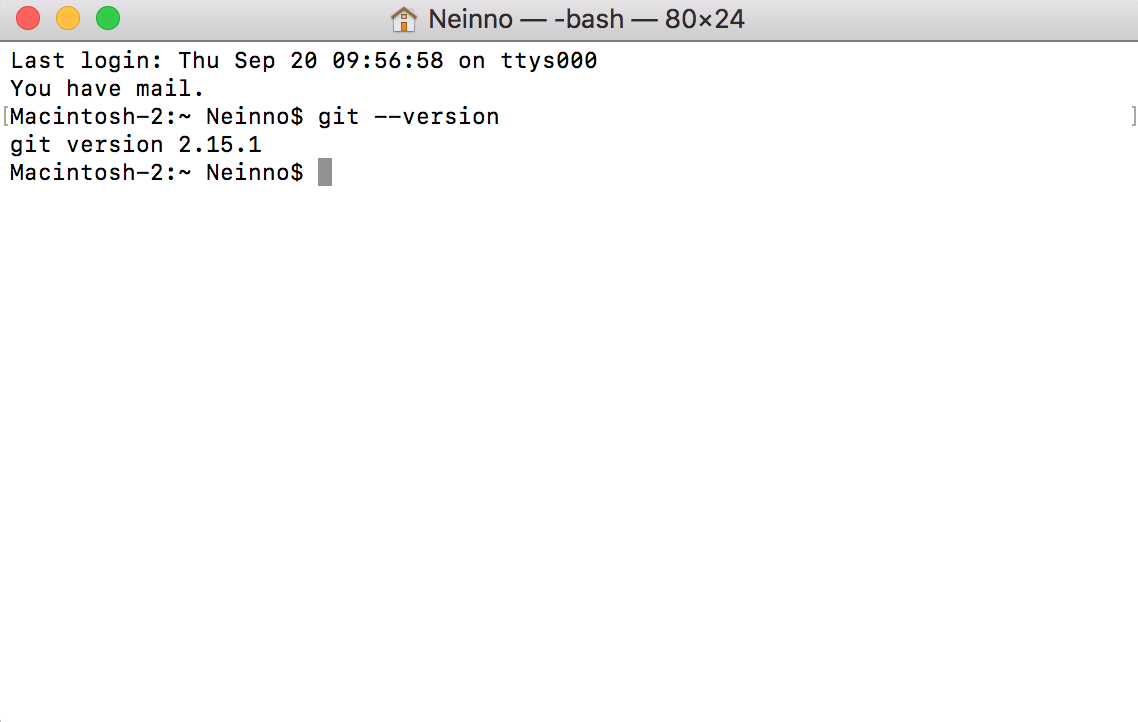 Neinno — -bash — 80×24
Last login: Thu Sep 20 09:56:58 on ttys000
You have mail.
[Macintosh-2:~ Neinno$ git --version ]
git version 2.15.1
Macintosh-2:~ Neinno$